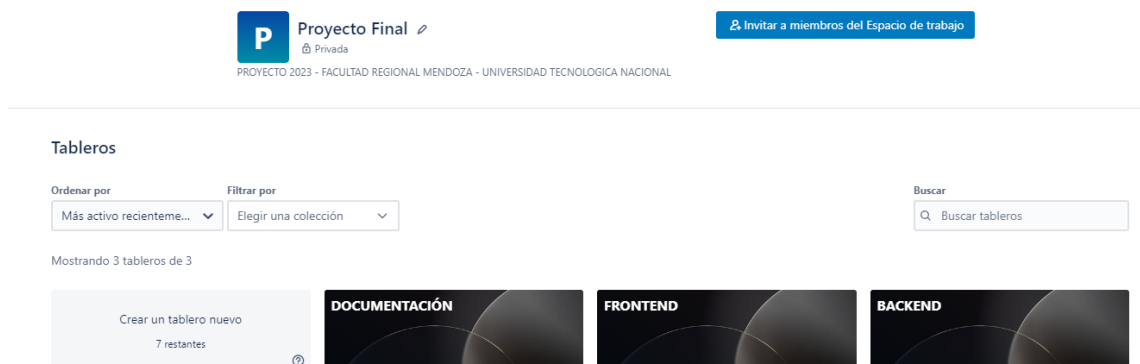 P
Proyecto Final
Privada
PROYECTO 2023 - FACULTAD REGIONAL MENDOZA - UNIVERSIDAD TECNOLOGICA NACIONAL
Invitar a miembros del Espacio de trabajo
Tableros
Ordenar por
Más activo recienteme...
Filtrar por
Elegir una colección
Buscar
Buscar tableros
Mostrando 3 tableros de 3
Crear un tablero nuevo
7 restantes
DOCUMENTACIÓN
FRONTEND
BACKEND